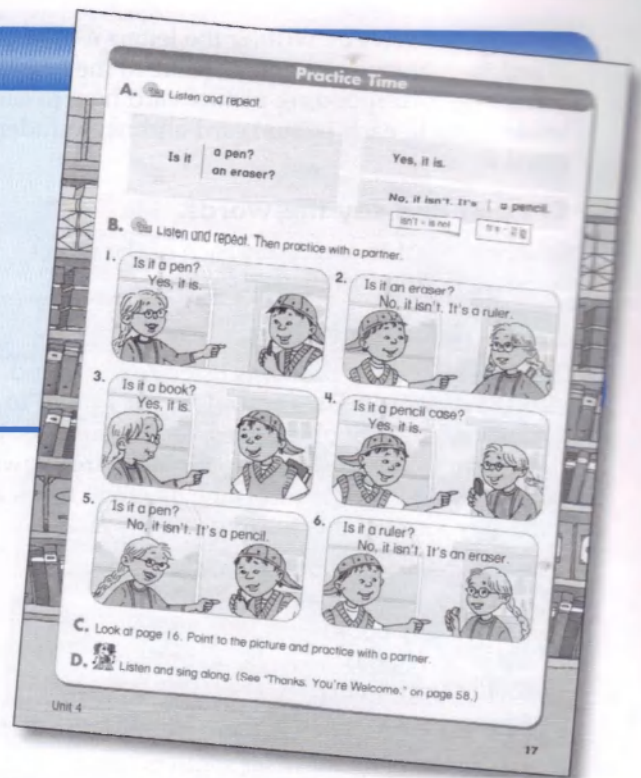 Practice Time
A. Listen and repeat.
Is it
a pen?
an eraser?
Yes, it is.
No, it isn't. It's a pencil.
isn't = is not
B. Listen and repeat. Then practice with a partner.
1. Is it a pen?
Yes, it is.
2. Is it an eraser?
No, it isn't. It's a ruler.
3. Is it a book?
Yes, it is.
4. Is it a pencil case?
Yes, it is.
5. Is it a pen?
No, it isn't. It's a pencil.
6. Is it a ruler?
No, it isn't. It's an eraser.
C. Look at page 16. Point to the picture and practice with a partner.
D. Listen and sing along. (See "Thanks. You're Welcome." on page 58.)
Unit 4
17